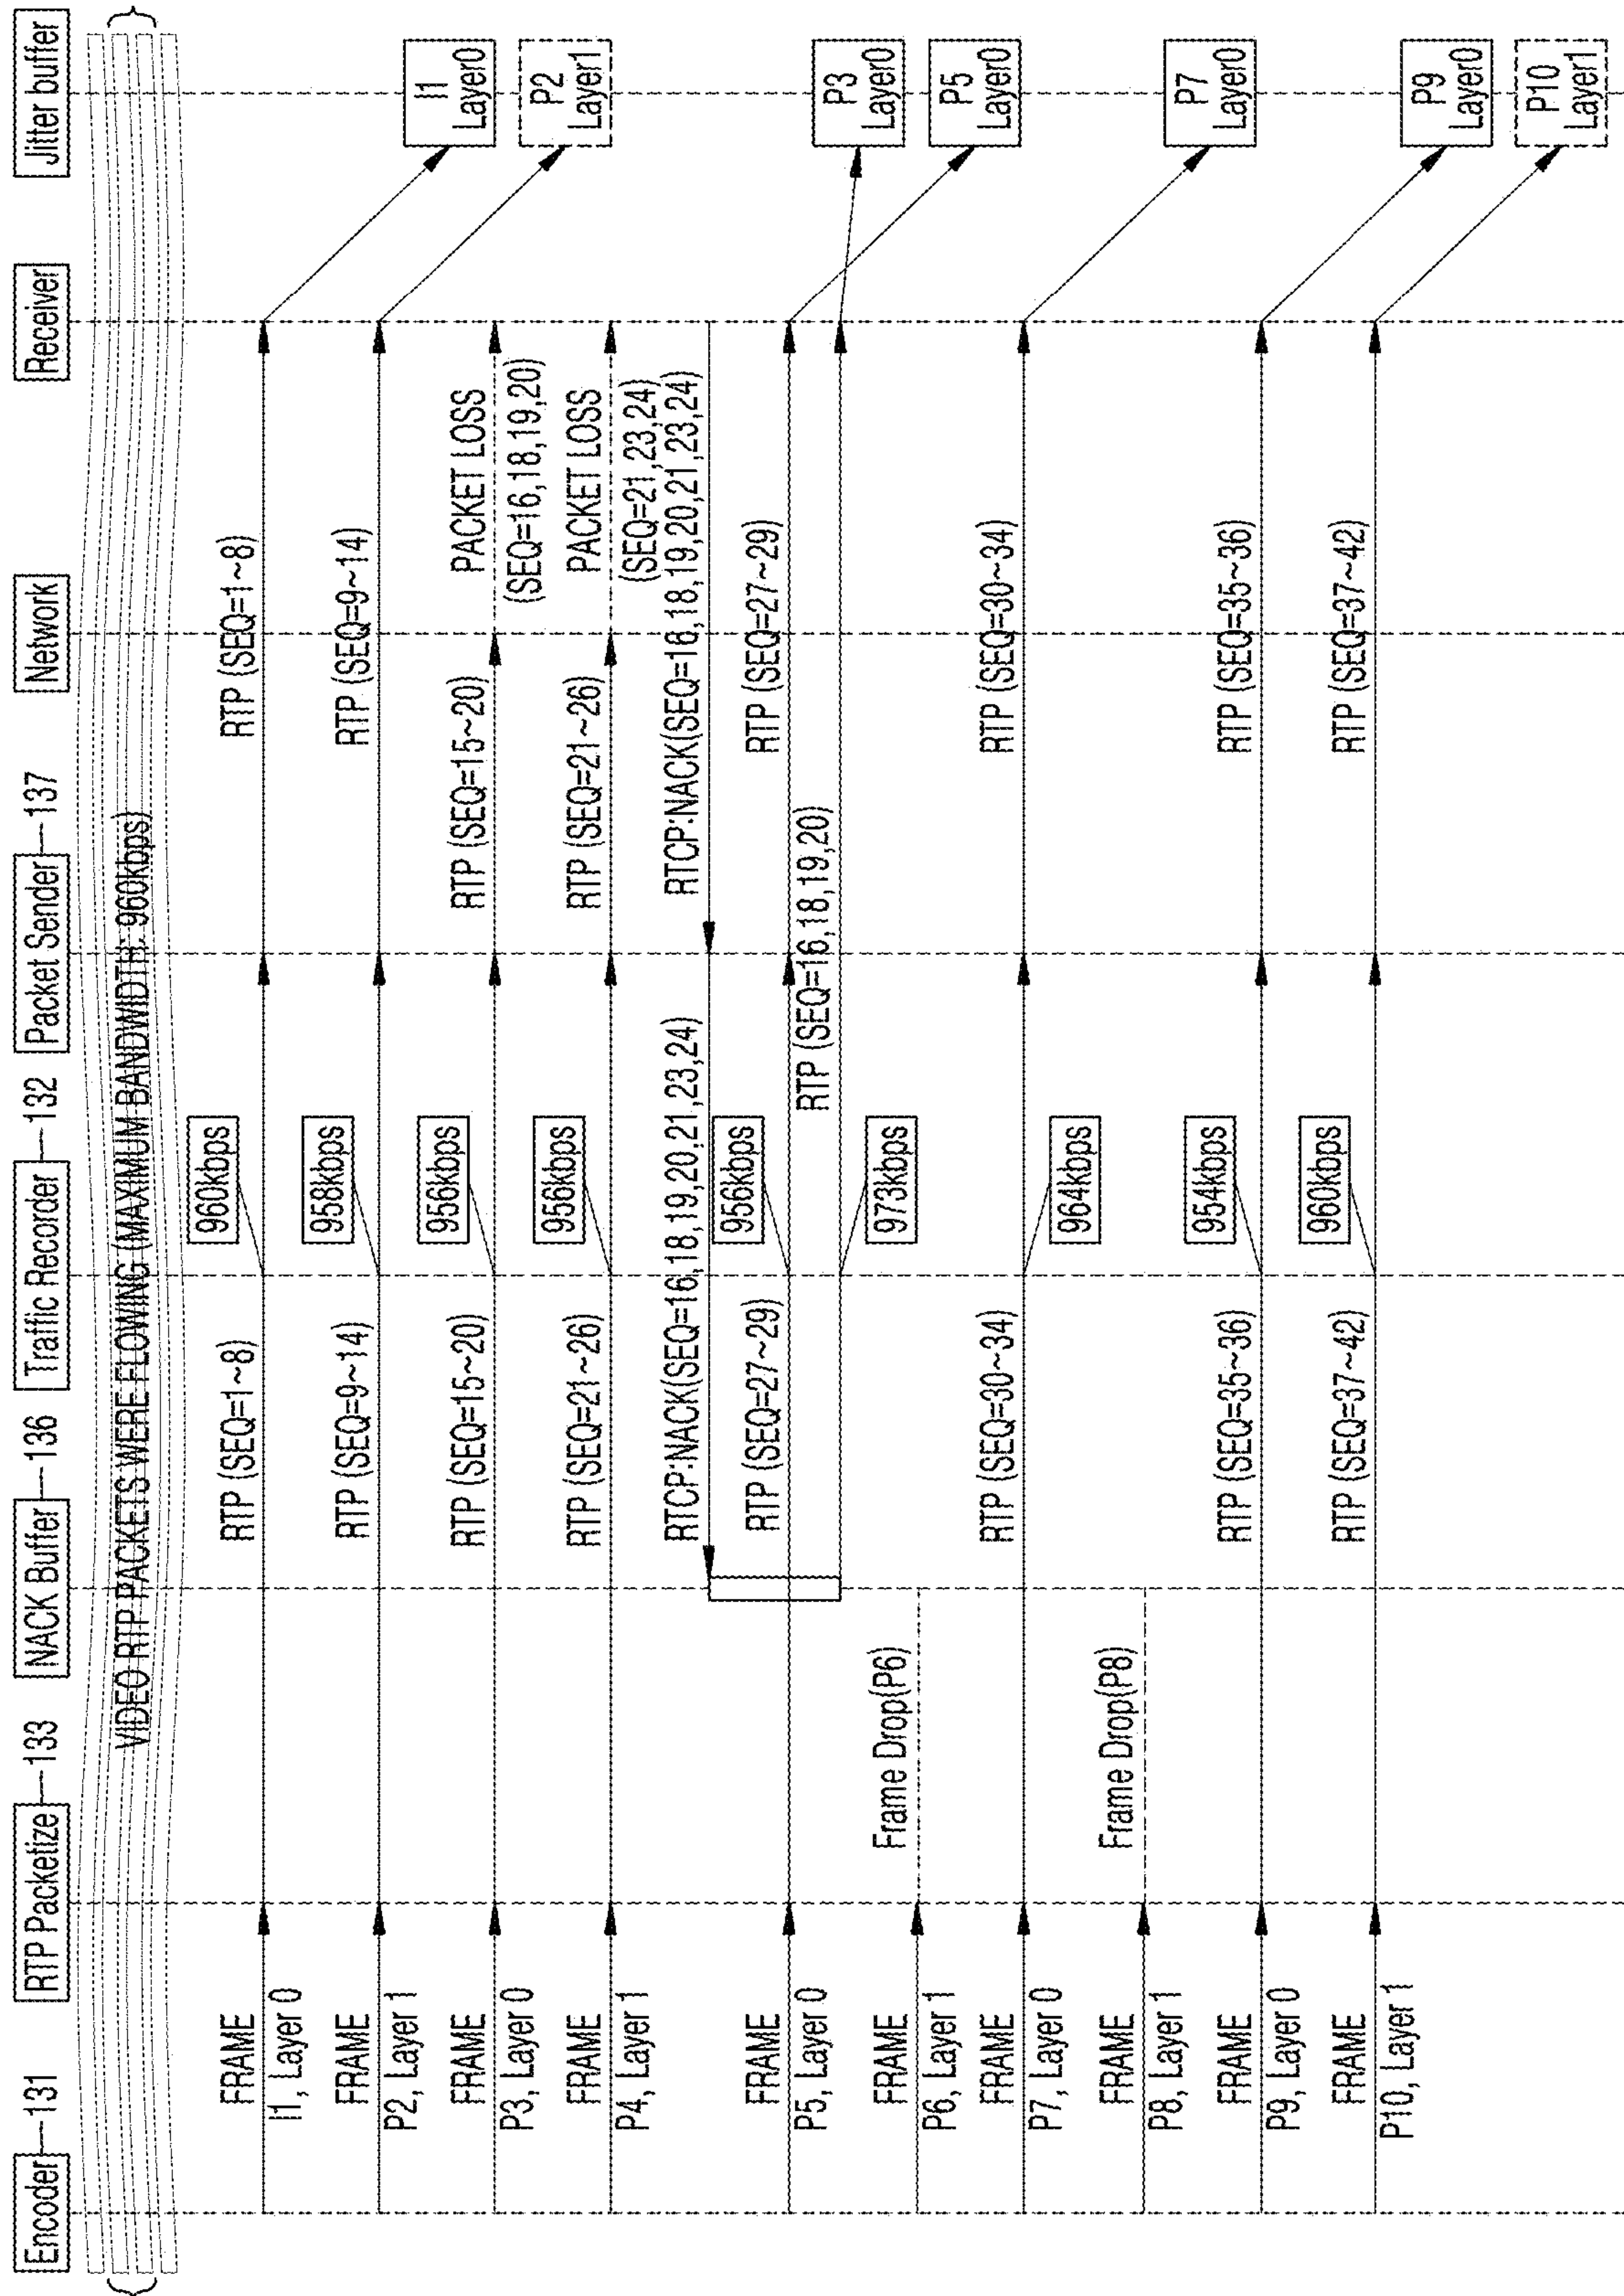 Encoder 131
RTP Packetize 133
NACK Buffer 136
Traffic Recorder 132
Packet Sender 137
Network
Receiver
Jitter buffer
VIDEO RTP PACKETS WERE FLOWING (MAXIMUM BANDWIDTH: 960kbps)
FRAME
I1, Layer 0
RTP (SEQ=1~8)
960kbps
RTP (SEQ=1~8)
I1
Layer0
FRAME
P2, Layer 1
RTP (SEQ=9~14)
958kbps
RTP (SEQ=9~14)
P2
Layer1
FRAME
P3, Layer 0
RTP (SEQ=15~20)
956kbps
RTP (SEQ=15~20)
PACKET LOSS
(SEQ=16,18,19,20)
FRAME
P4, Layer 1
RTP (SEQ=21~26)
956kbps
RTP (SEQ=21~26)
PACKET LOSS
(SEQ=21,23,24)
RTCP:NACK(SEQ=16,18,19,20,21,23,24)
RTCP:NACK(SEQ=16,18,19,20,21,23,24)
FRAME
P5, Layer 0
RTP (SEQ=27~29)
956kbps
RTP (SEQ=27~29)
P5
Layer0
973kbps
RTP (SEQ=16,18,19,20)
P3
Layer0
FRAME
P6, Layer 1
Frame Drop(P6)
FRAME
P7, Layer 0
RTP (SEQ=30~34)
964kbps
RTP (SEQ=30~34)
P7
Layer0
FRAME
P8, Layer 1
Frame Drop(P8)
FRAME
P9, Layer 0
RTP (SEQ=35~36)
954kbps
RTP (SEQ=35~36)
P9
Layer0
FRAME
P10, Layer 1
RTP (SEQ=37~42)
960kbps
RTP (SEQ=37~42)
P10
Layer1